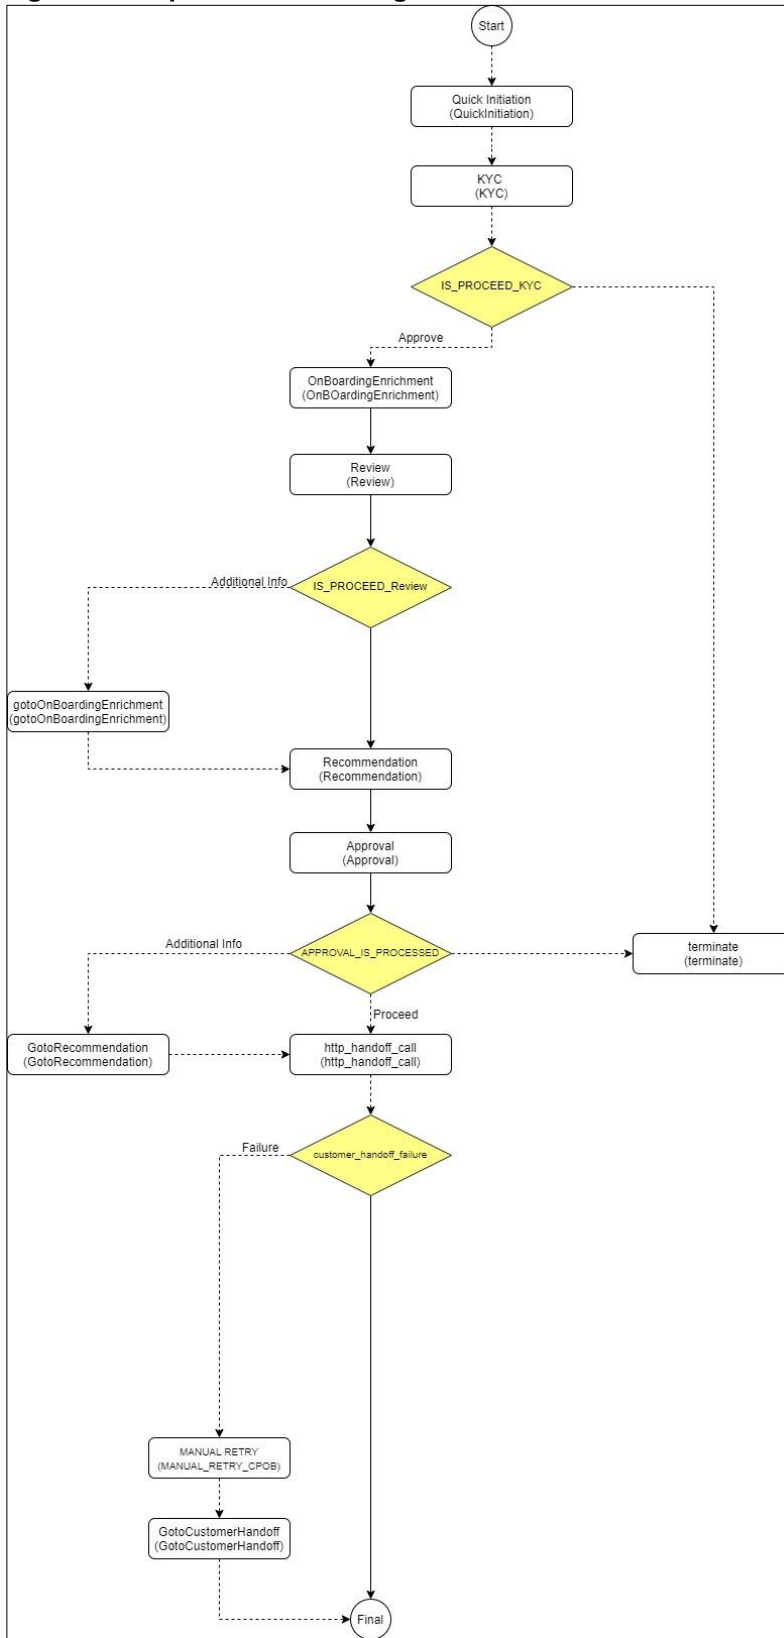 Start
Quick Initiation
(QuickInitiation)
KYC
(KYC)
IS_PROCEED_KYC
Approve
OnBoardingEnrichment
(OnBOardingEnrichment)
Review
(Review)
Additional Info
IS_PROCEED_Review
gotoOnBoardingEnrichment
(gotoOnBoardingEnrichment)
Recommendation
(Recommendation)
Approval
(Approval)
Additional Info
APPROVAL_IS_PROCESSED
terminate
(terminate)
Proceed
GotoRecommendation
(GotoRecommendation)
http_handoff_call
(http_handoff_call)
Failure
customer_handoff_failure
MANUAL RETRY
(MANUAL_RETRY_CPOB)
GotoCustomerHandoff
(GotoCustomerHandoff)
Final